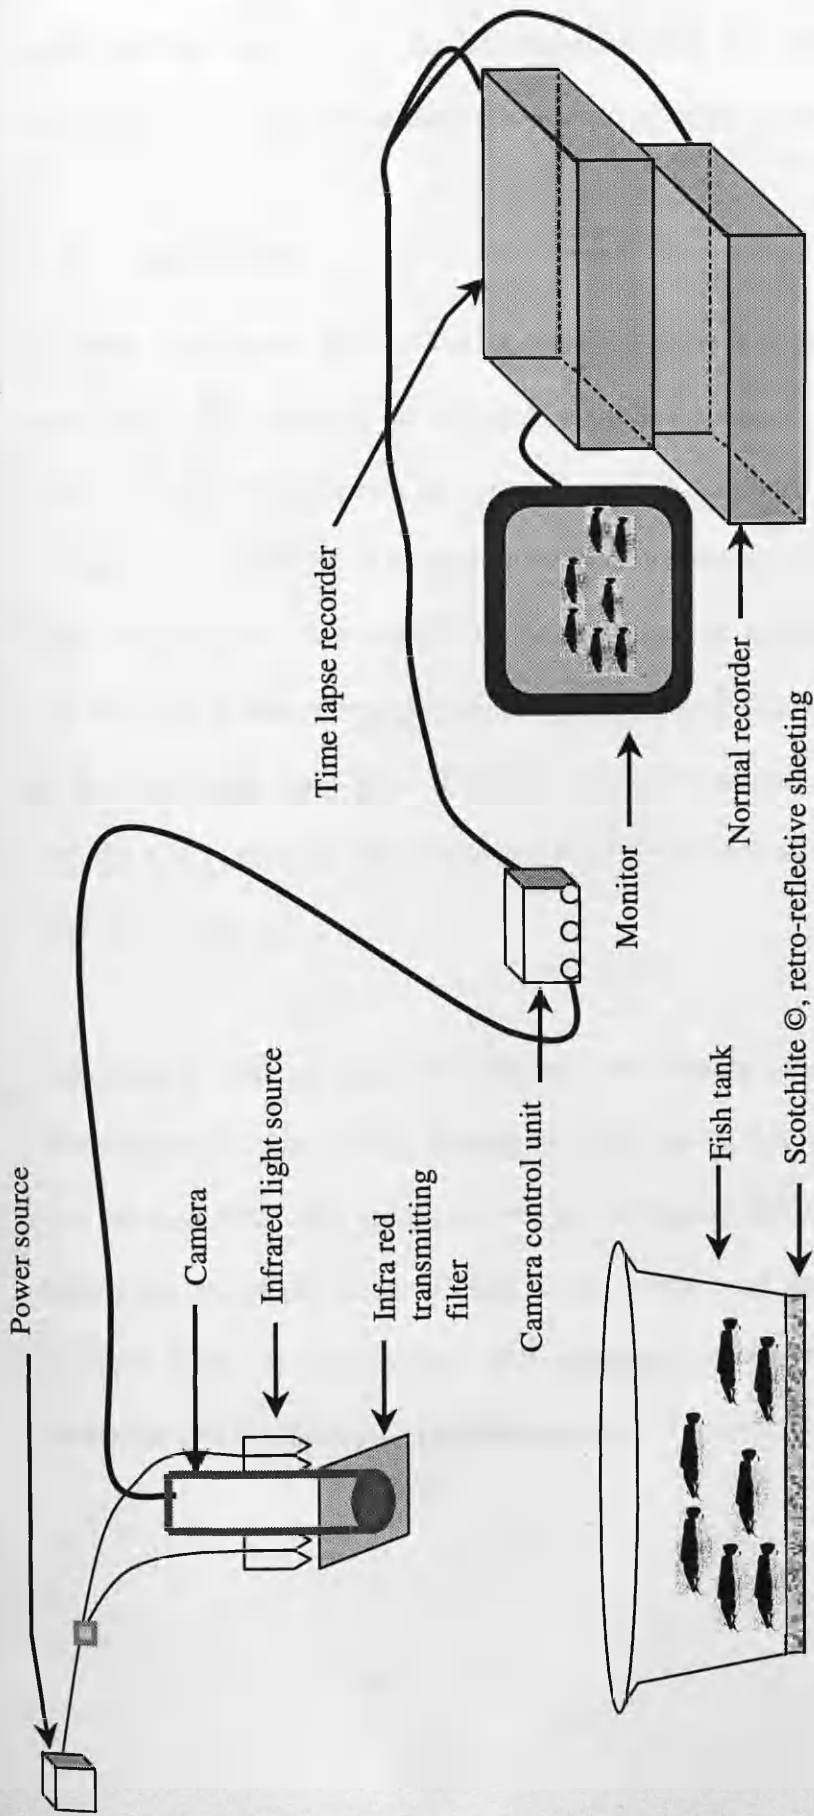 Power source
Camera
Infrared light source
Infra red
transmitting
filter
Camera control unit
Time lapse recorder
Monitor
Normal recorder
Fish tank
Scotchlite ©, retro-reflective sheeting